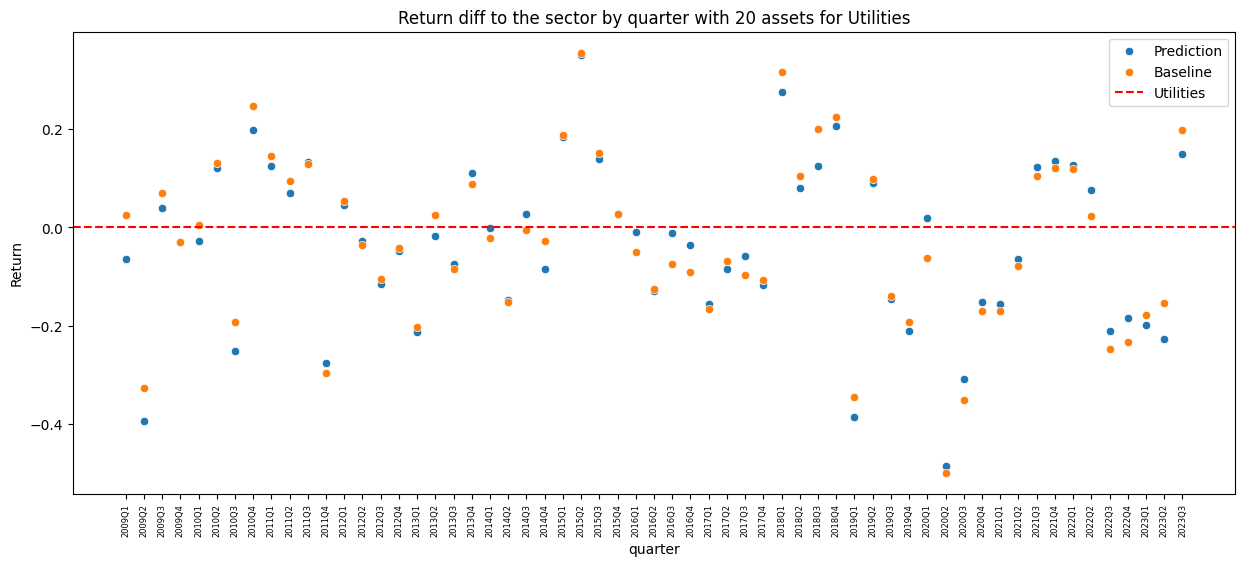 Return diff to the sector by quarter with 20 assets for Utilities
Prediction
Baseline
Utilities
Return
0.2
0.0
−0.2
−0.4
2009Q1
2009Q2
2009Q3
2009Q4
2010Q1
2010Q2
2010Q3
2010Q4
2011Q1
2011Q2
2011Q3
2011Q4
2012Q1
2012Q2
2012Q3
2012Q4
2013Q1
2013Q2
2013Q3
2013Q4
2014Q1
2014Q2
2014Q3
2014Q4
2015Q1
2015Q2
2015Q3
2015Q4
2016Q1
2016Q2
2016Q3
2016Q4
2017Q1
2017Q2
2017Q3
2017Q4
2018Q1
2018Q2
2018Q3
2018Q4
2019Q1
2019Q2
2019Q3
2019Q4
2020Q1
2020Q2
2020Q3
2020Q4
2021Q1
2021Q2
2021Q3
2021Q4
2022Q1
2022Q2
2022Q3
2022Q4
2023Q1
2023Q2
2023Q3
quarter